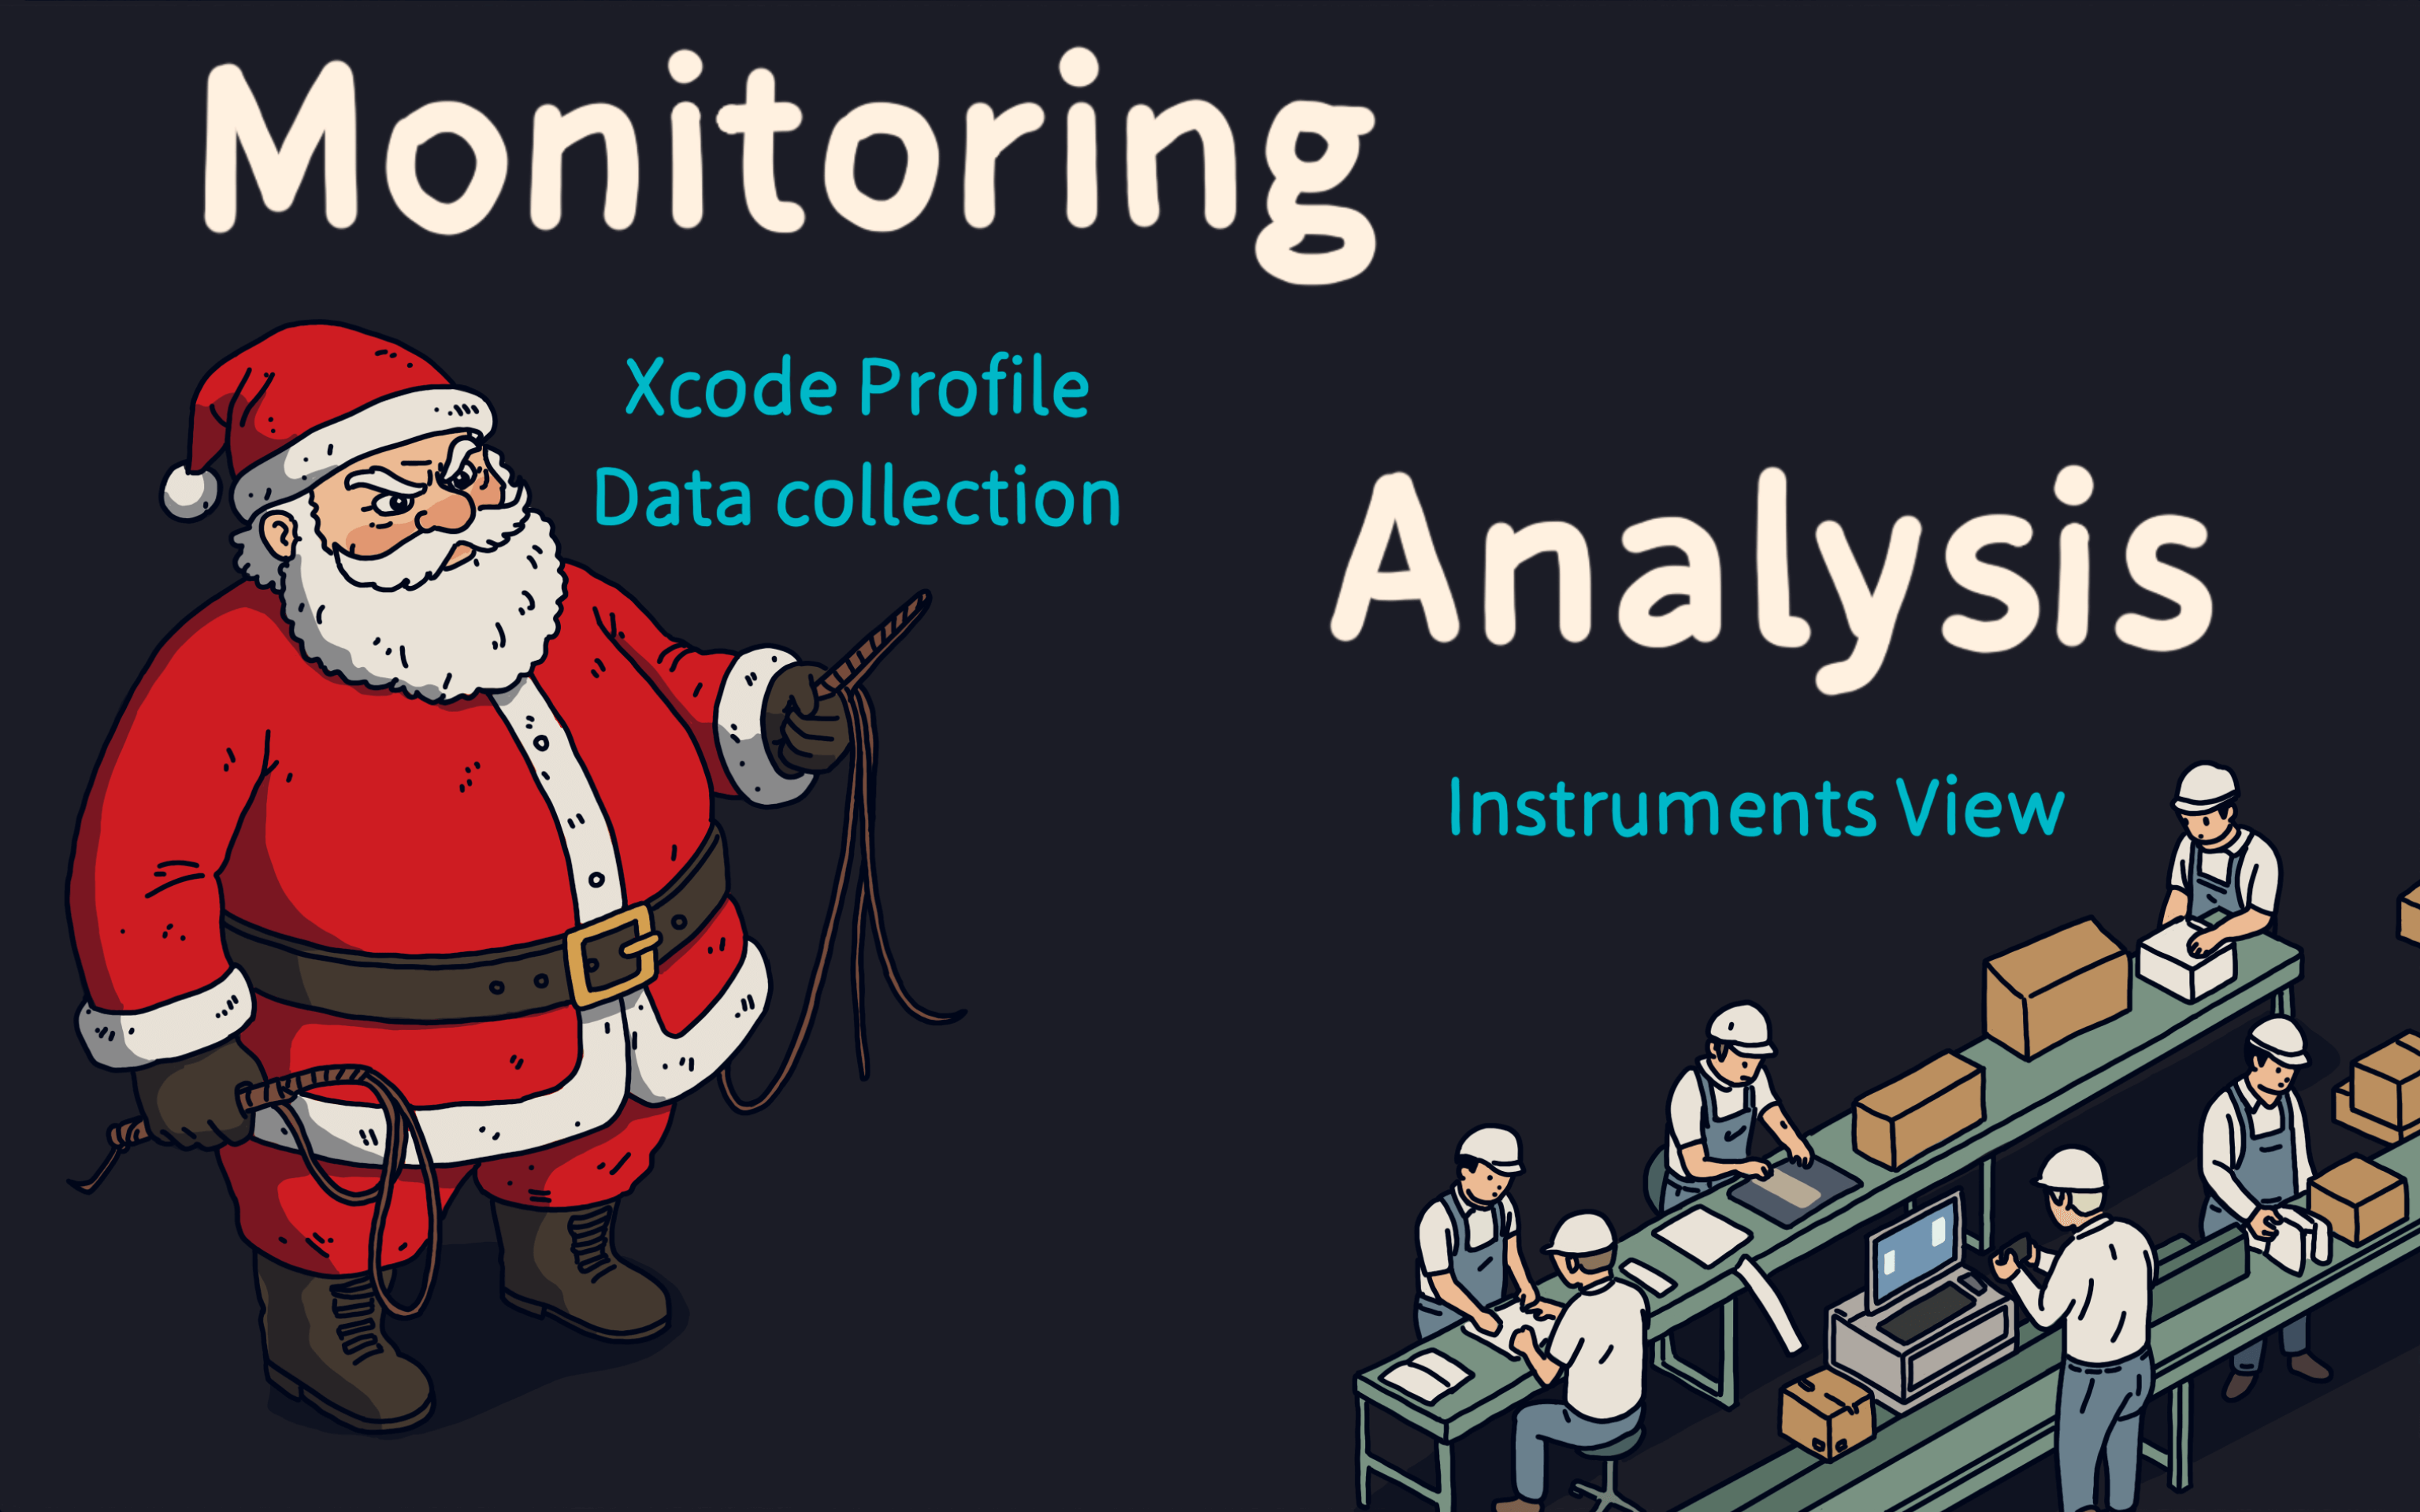 Monitoring
Xcode Profile
Data collection
Analysis
Instruments View